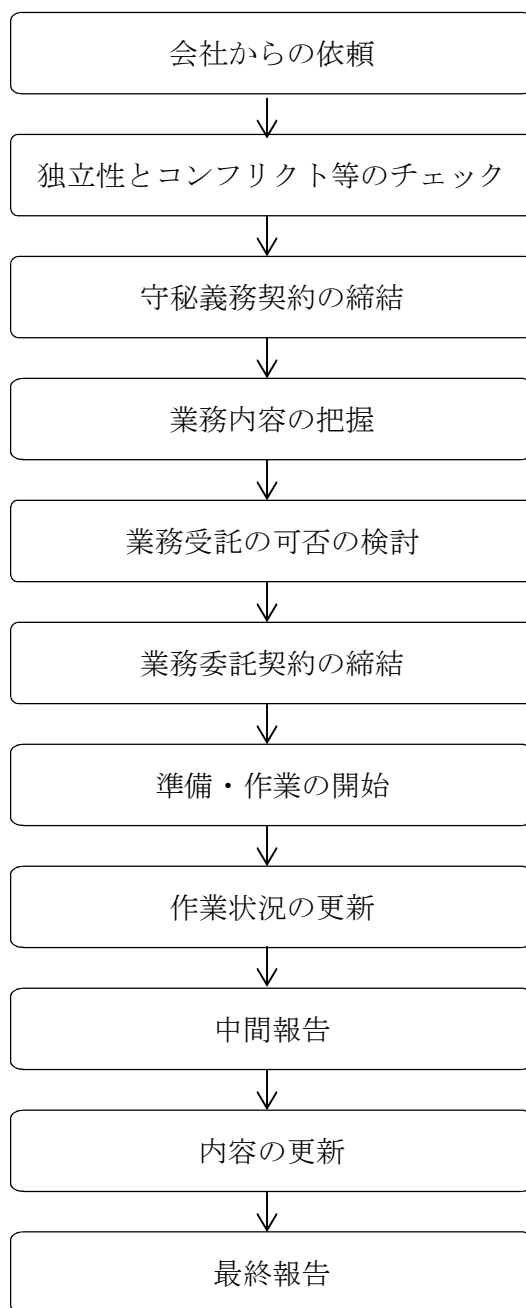 会社からの依頼
独立性とコンフリクト等のチェック
守秘義務契約の締結
業務内容の把握
業務受託の可否の検討
業務委託契約の締結
準備・作業の開始
作業状況の更新
中間報告
内容の更新
最終報告